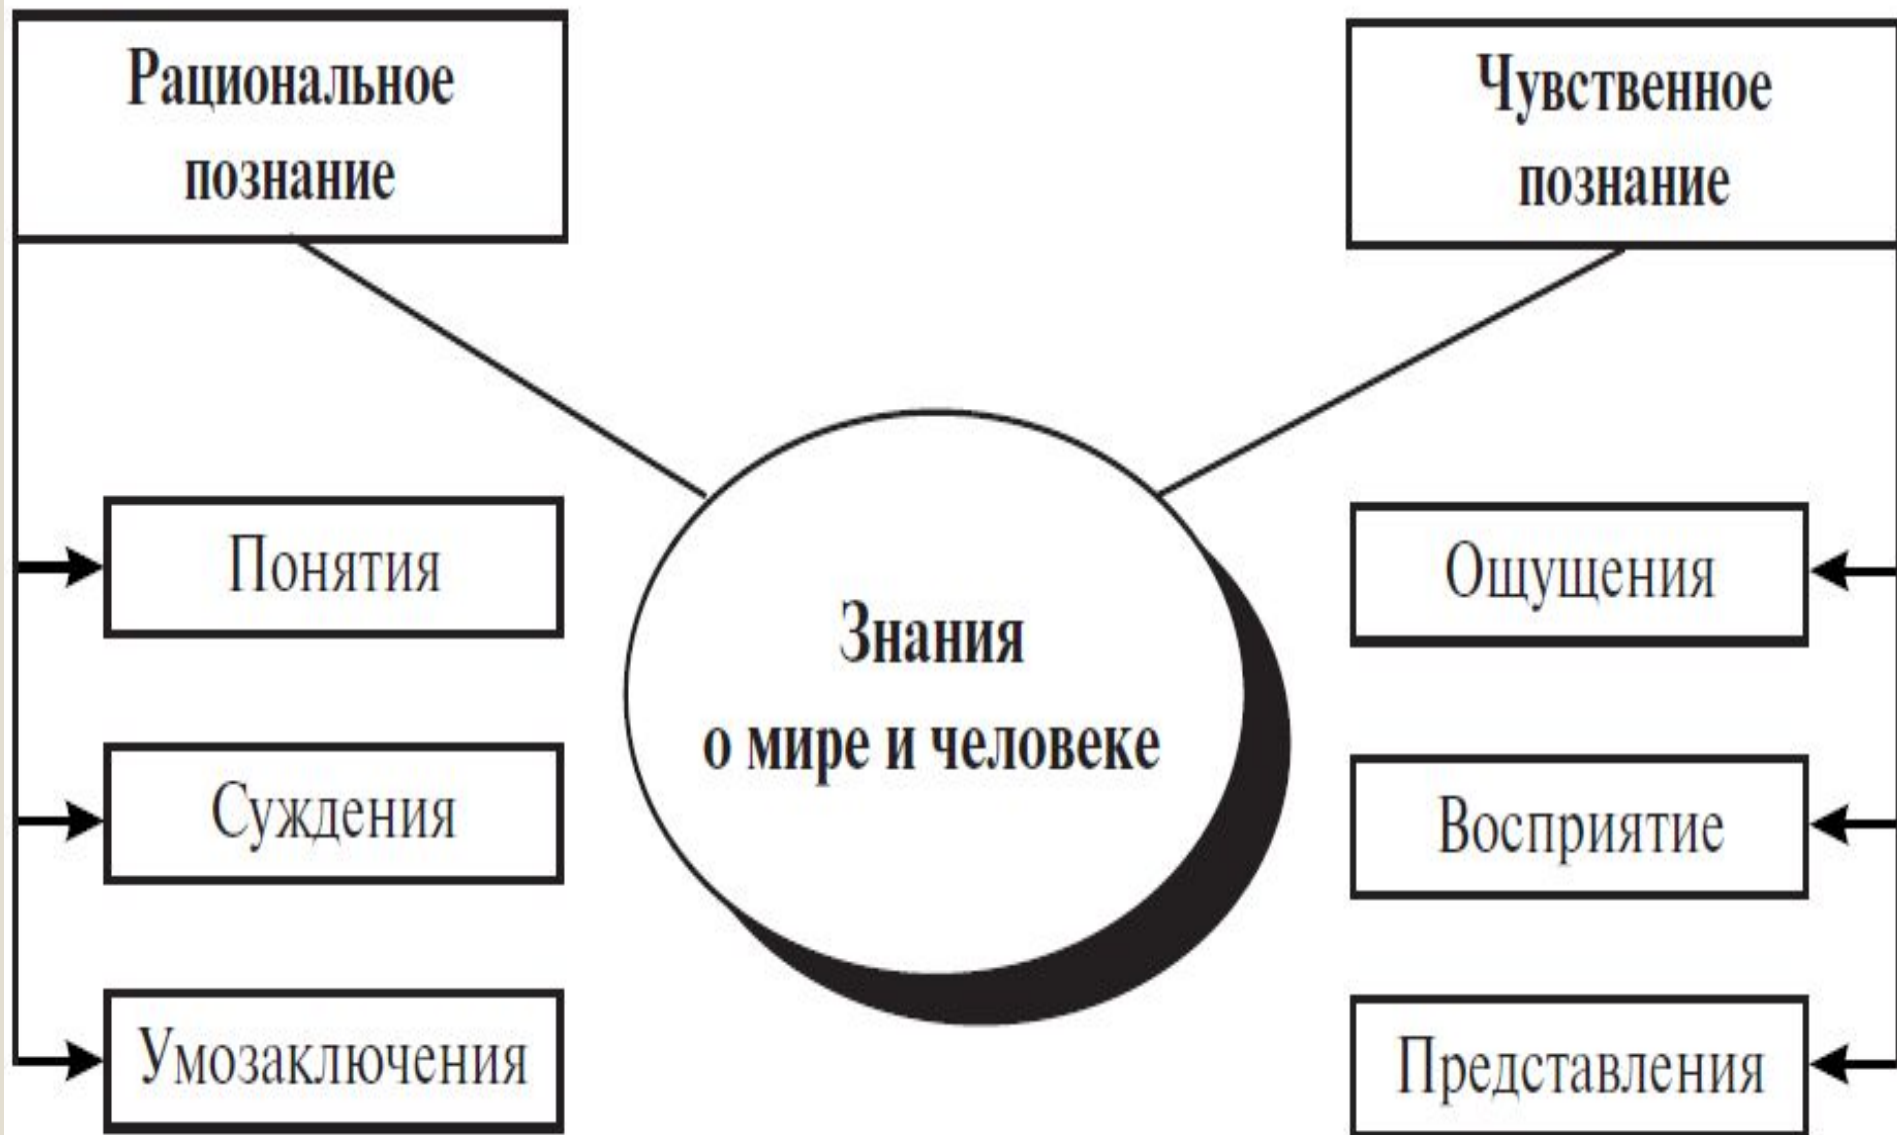 Рациональное
познание
Чувственное
познание
Понятия
Суждения
Умозаключения
Знания
о мире и человеке
Ощущения
Восприятие
Представления